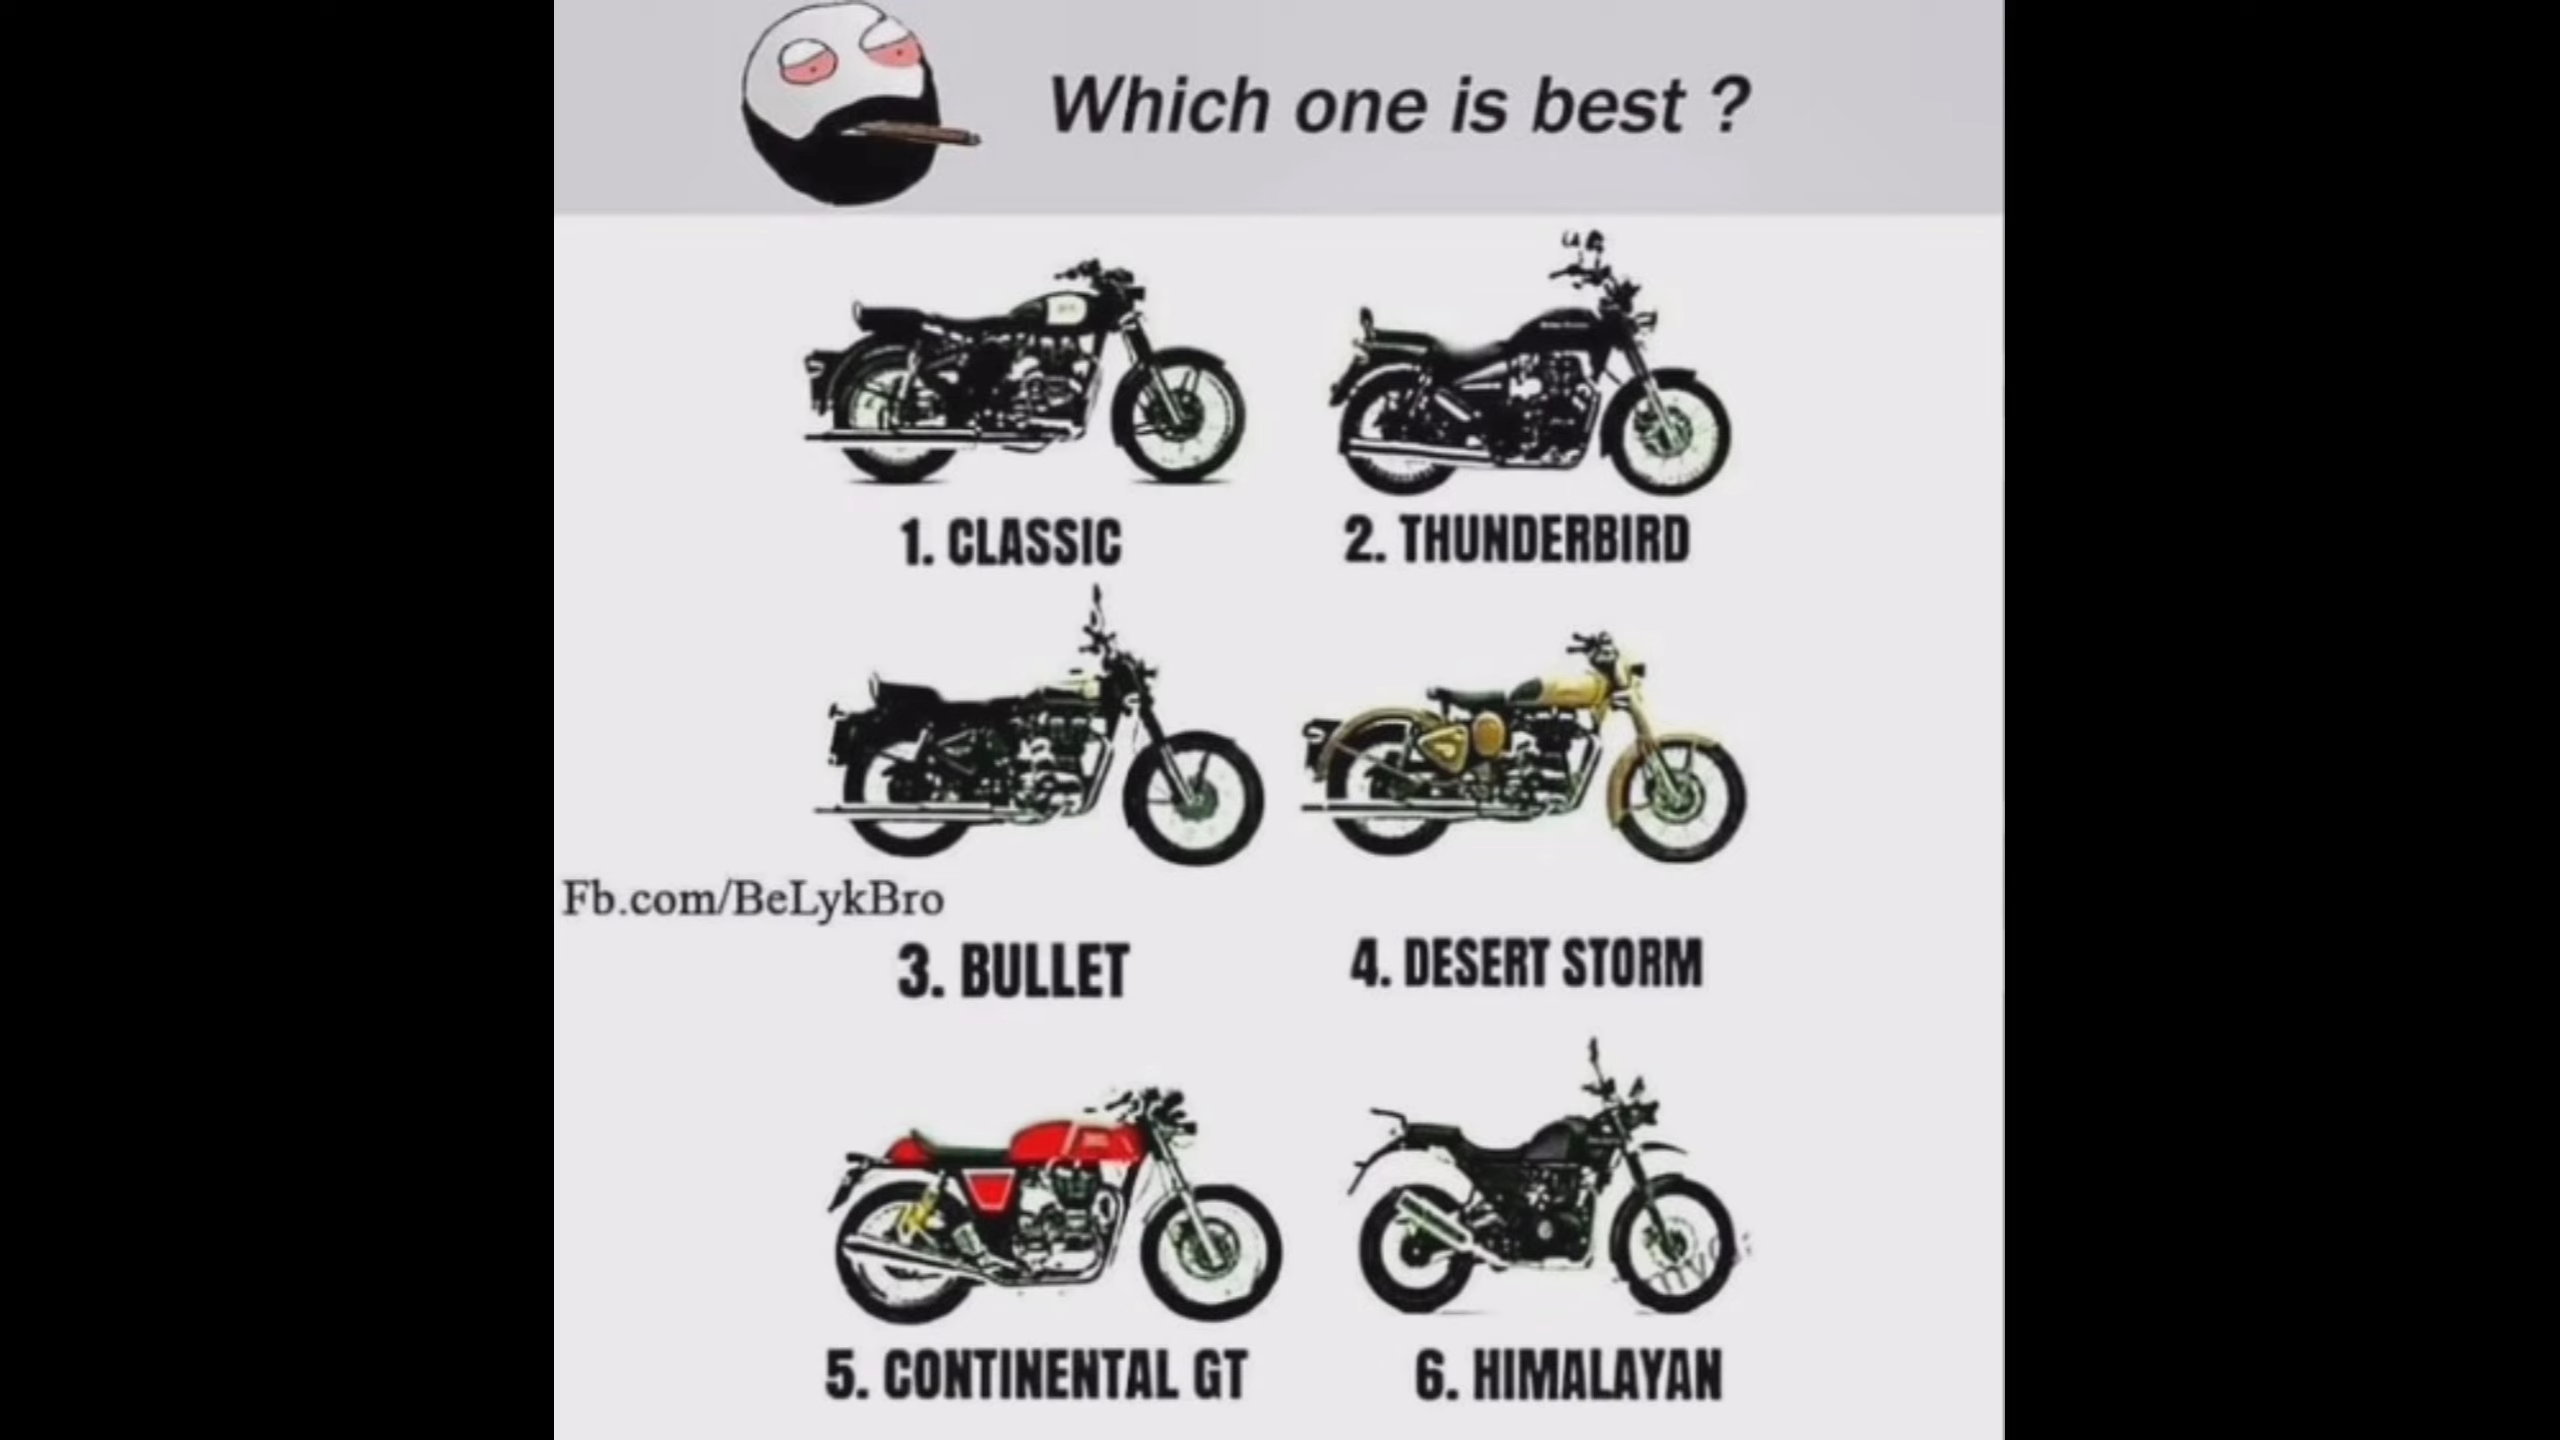 Which one is best ?
1. CLASSIC
2. THUNDERBIRD
Fb.com/BeLykBro
3. BULLET
4. DESERT STORM
5. CONTINENTAL GT
6. HIMALAYAN